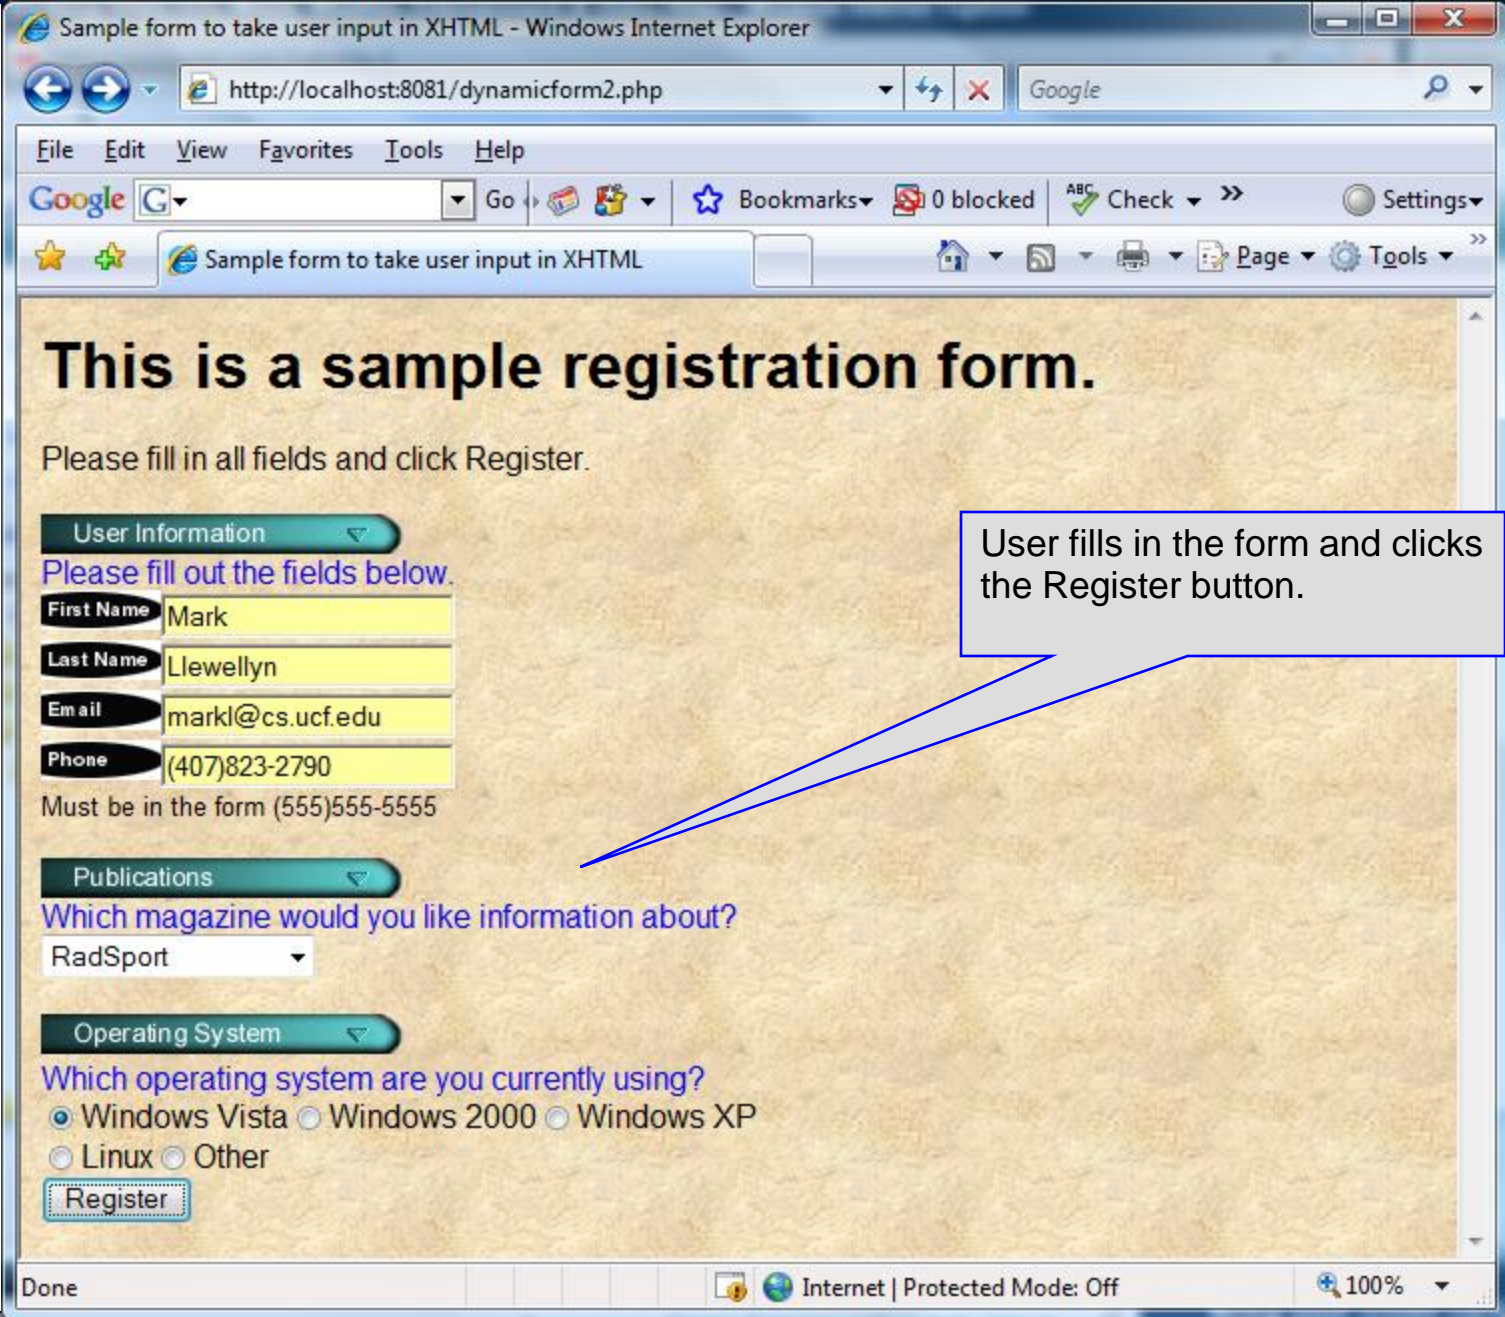 Sample form to take user input in XHTML - Windows Internet Explorer
http://localhost:8081/dynamicform2.php
Google
File Edit View Favorites Tools Help
Google G Go Bookmarks 0 blocked ABC Check » Settings
Sample form to take user input in XHTML Page Tools »
This is a sample registration form.
Please fill in all fields and click Register.
User Information
Please fill out the fields below.
First Name Mark
Last Name Llewellyn
Email markl@cs.ucf.edu
Phone (407)823-2790
Must be in the form (555)555-5555
User fills in the form and clicks
the Register button.
Publications
Which magazine would you like information about?
RadSport
Operating System
Which operating system are you currently using?
Windows Vista Windows 2000 Windows XP
Linux Other
Register
Done Internet | Protected Mode: Off 100%